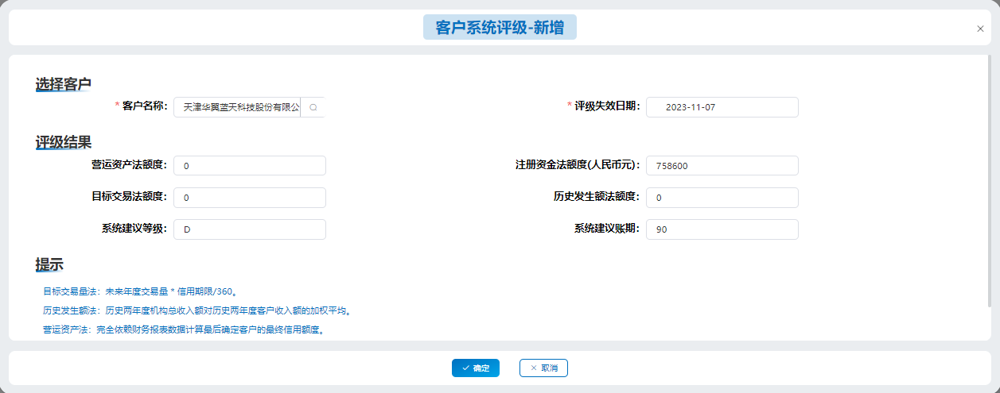 客户系统评级-新增
选择客户
* 客户名称: 天津华翼蓝天科技股份有限公
* 评级失效日期: 2023-11-07
评级结果
营运资产法额度: 0
注册资金法额度(人民币元): 758600
目标交易法额度: 0
历史发生额法额度: 0
系统建议等级: D
系统建议账期: 90
提示
目标交易量法：未来年度交易量 * 信用期限/360。
历史发生额法：历史两年度机构总收入额对历史两年度客户收入额的加权平均。
营运资产法：完全依赖财务报表数据计算最后确定客户的最终信用额度。
确定
取消